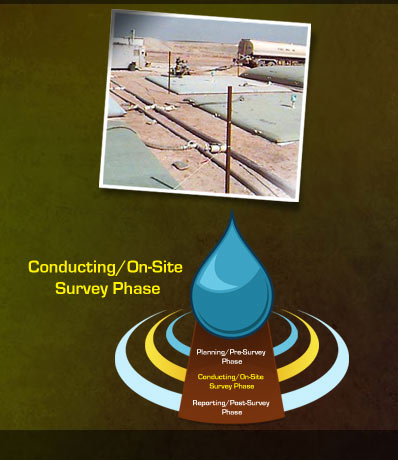 Conducting/On-Site
Survey Phase
Planning/Pre-Survey
Phase
Conducting/On-Site
Survey Phase
Reporting/Post-Survey
Phase